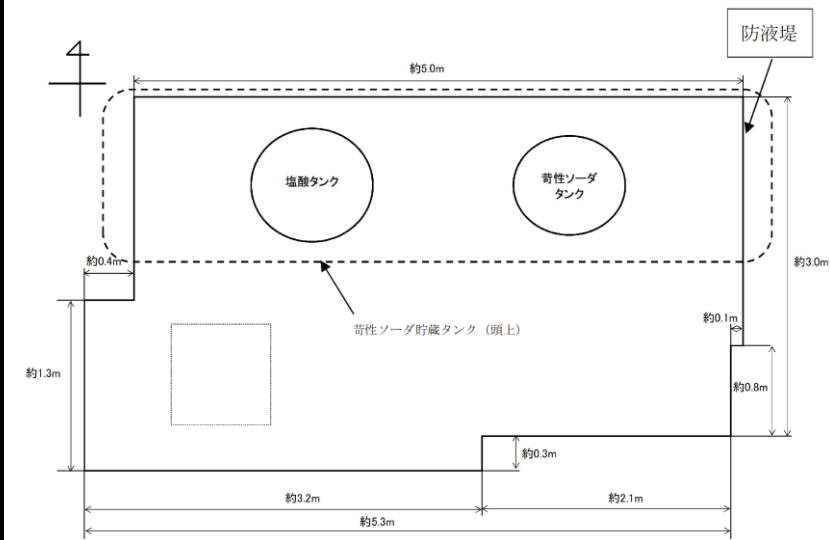 防液堤
4
約5.0m
塩酸タンク
苛性ソーダ
タンク
約0.4m
約3.0m
苛性ソーダ貯蔵タンク（頭上）
約0.1m
約1.3m
約0.8m
約0.3m
約3.2m
約2.1m
約5.3m